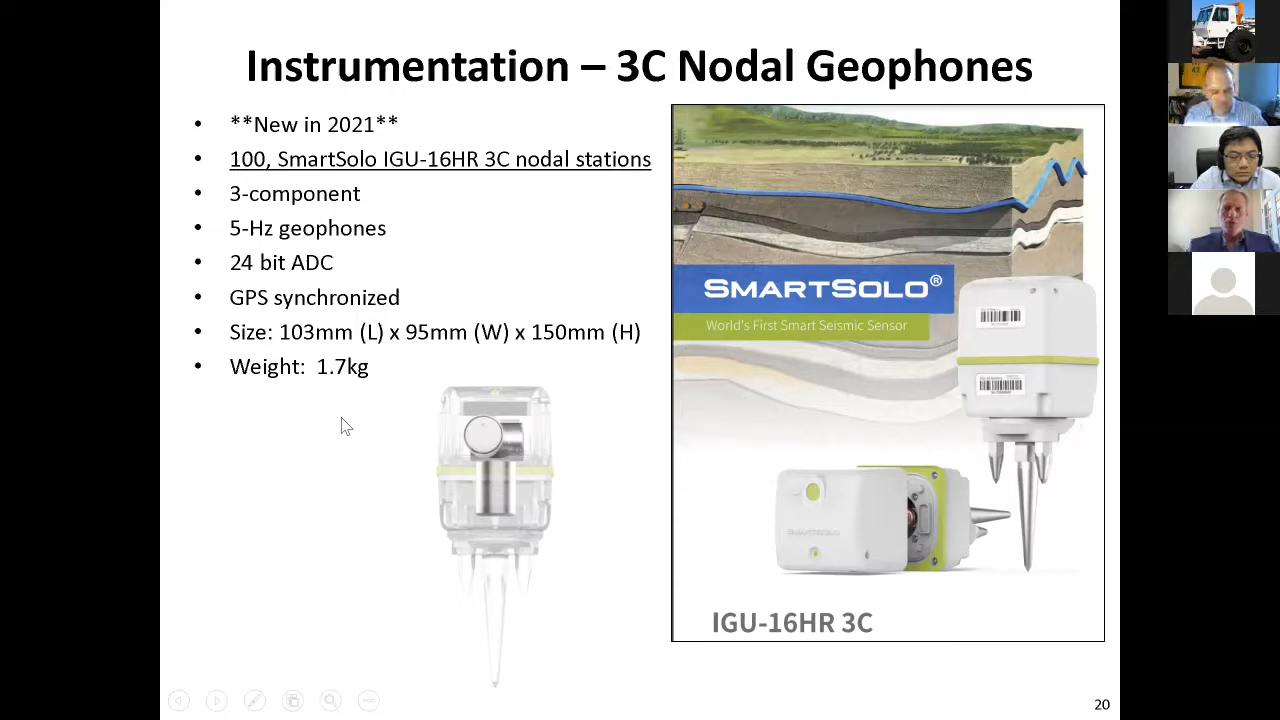 Instrumentation – 3C Nodal Geophones
• **New in 2021**
• 100, SmartSolo IGU-16HR 3C nodal stations
• 3-component
• 5-Hz geophones
• 24 bit ADC
• GPS synchronized
• Size: 103mm (L) x 95mm (W) x 150mm (H)
• Weight: 1.7kg
SMARTSOLO®
World's First Smart Seismic Sensor
SMARTSOLO
IGU-16HR 3C
20